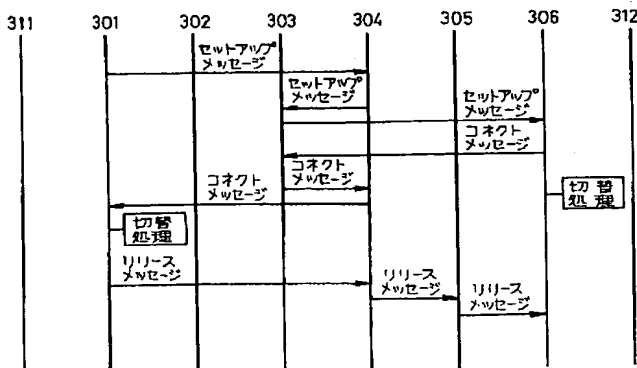 311 301 302 303 304 305 306 312
セットアップ
メッセージ
セットアップ
メッセージ
セットアップ
メッセージ
コネクト
メッセージ
コネクト
メッセージ
コネクト
メッセージ
切替
処理
切替
処理
リリース
メッセージ
リリース
メッセージ
リリース
メッセージ